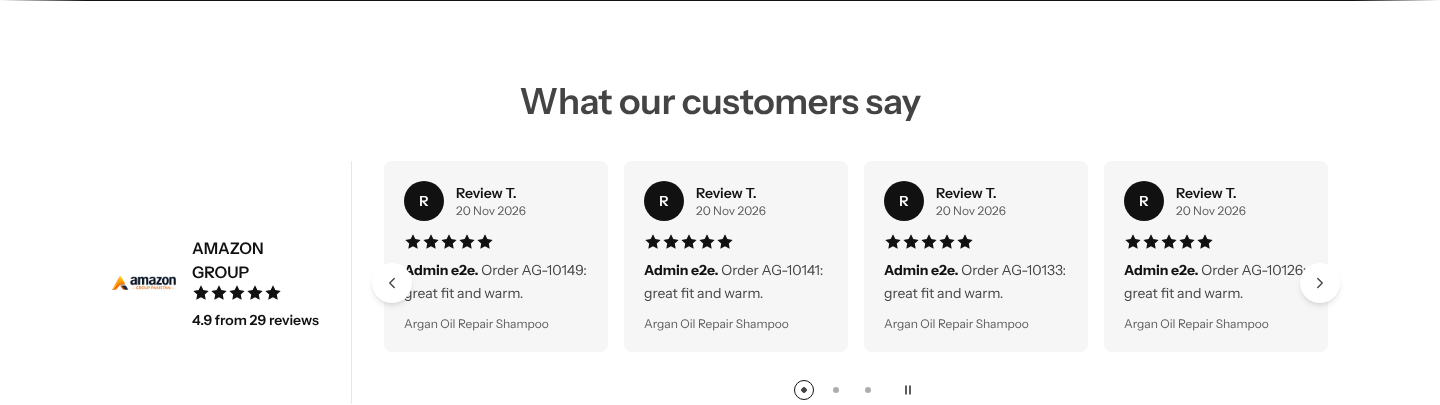 What our customers say
amazon
GROUP PAKISTAN
AMAZON
GROUP
4.9 from 29 reviews
R
Review T.
20 Nov 2026
Admin e2e. Order AG-10149:
great fit and warm.
Argan Oil Repair Shampoo
R
Review T.
20 Nov 2026
Admin e2e. Order AG-10141:
great fit and warm.
Argan Oil Repair Shampoo
R
Review T.
20 Nov 2026
Admin e2e. Order AG-10133:
great fit and warm.
Argan Oil Repair Shampoo
R
Review T.
20 Nov 2026
Admin e2e. Order AG-10126:
great fit and warm.
Argan Oil Repair Shampoo